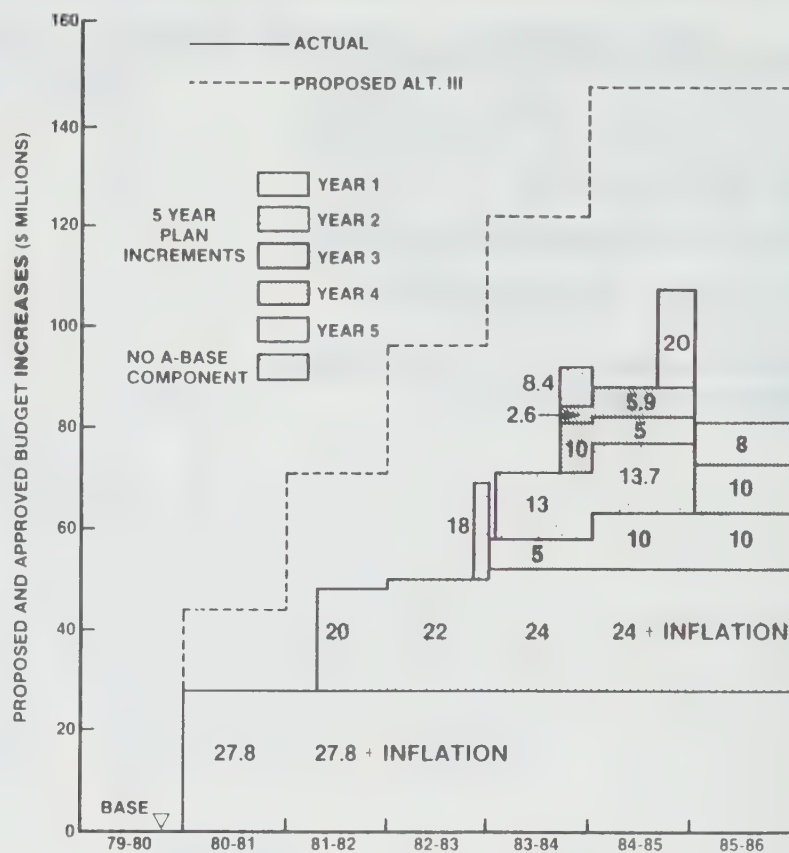 PROPOSED AND APPROVED BUDGET INCREASES ($ MILLIONS)
160
140
120
100
80
60
40
20
0
ACTUAL
PROPOSED ALT. III
5 YEAR
PLAN
INCREMENTS
YEAR 1
YEAR 2
YEAR 3
YEAR 4
YEAR 5
NO A-BASE
COMPONENT
20
8.4
5.9
2.6
5
10
8
18
13
13.7
10
5
10
10
20
22
24
24 + INFLATION
27.8
27.8 + INFLATION
BASE
79-80
80-81
81-82
82-83
83-84
84-85
85-86